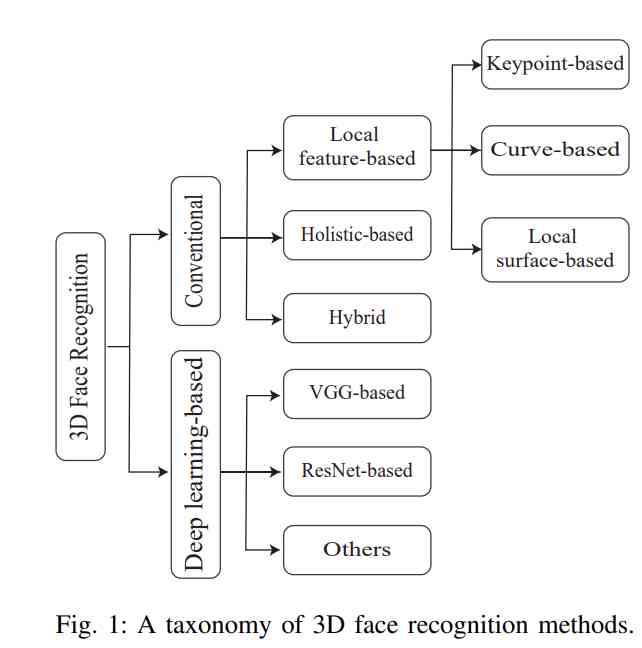 3D Face Recognition
Conventional
Deep learning-based
Local
feature-based
Holistic-based
Hybrid
VGG-based
ResNet-based
Others
Keypoint-based
Curve-based
Local
surface-based
Fig. 1: A taxonomy of 3D face recognition methods.